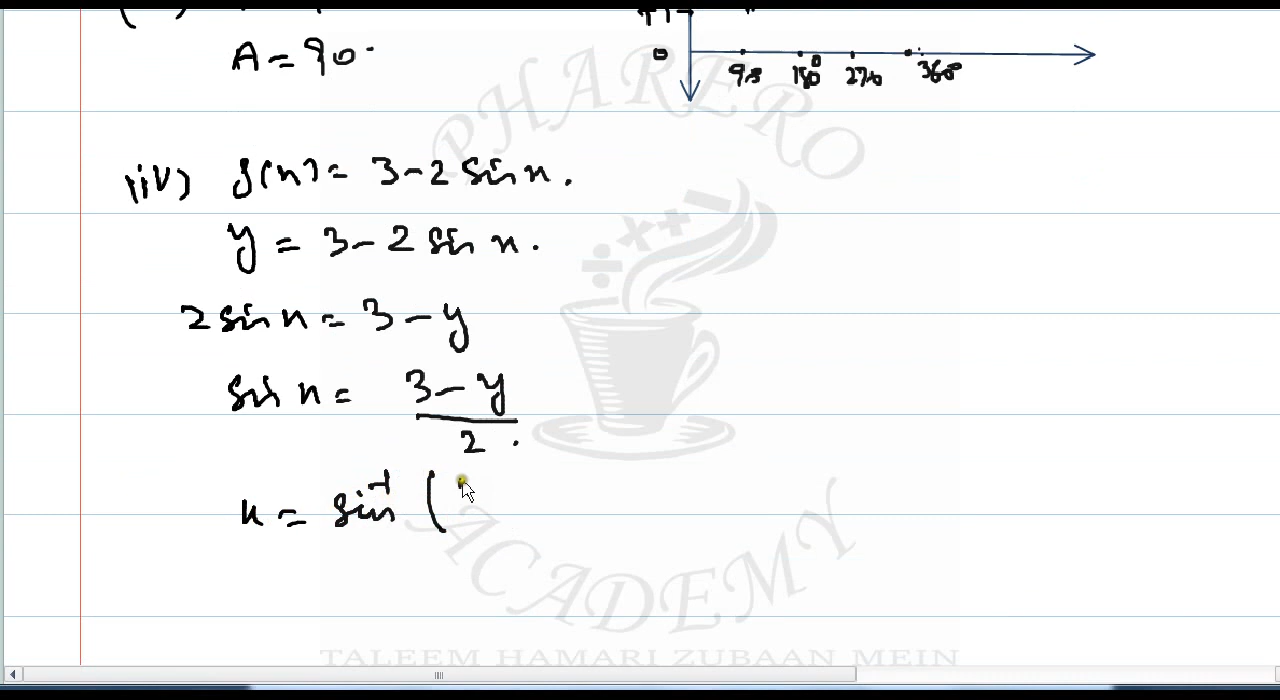 A = 90°
0
90 180° 270 360°
(iv) f(x) = 3 - 2 sin x.
y = 3 - 2 sin x.
2 sin x = 3 - y
sin x = 3 - y
2 .
x = sin⁻¹ (
PHARERO
ACADEMY
TALEEM HAMARI ZUBAAN MEIN